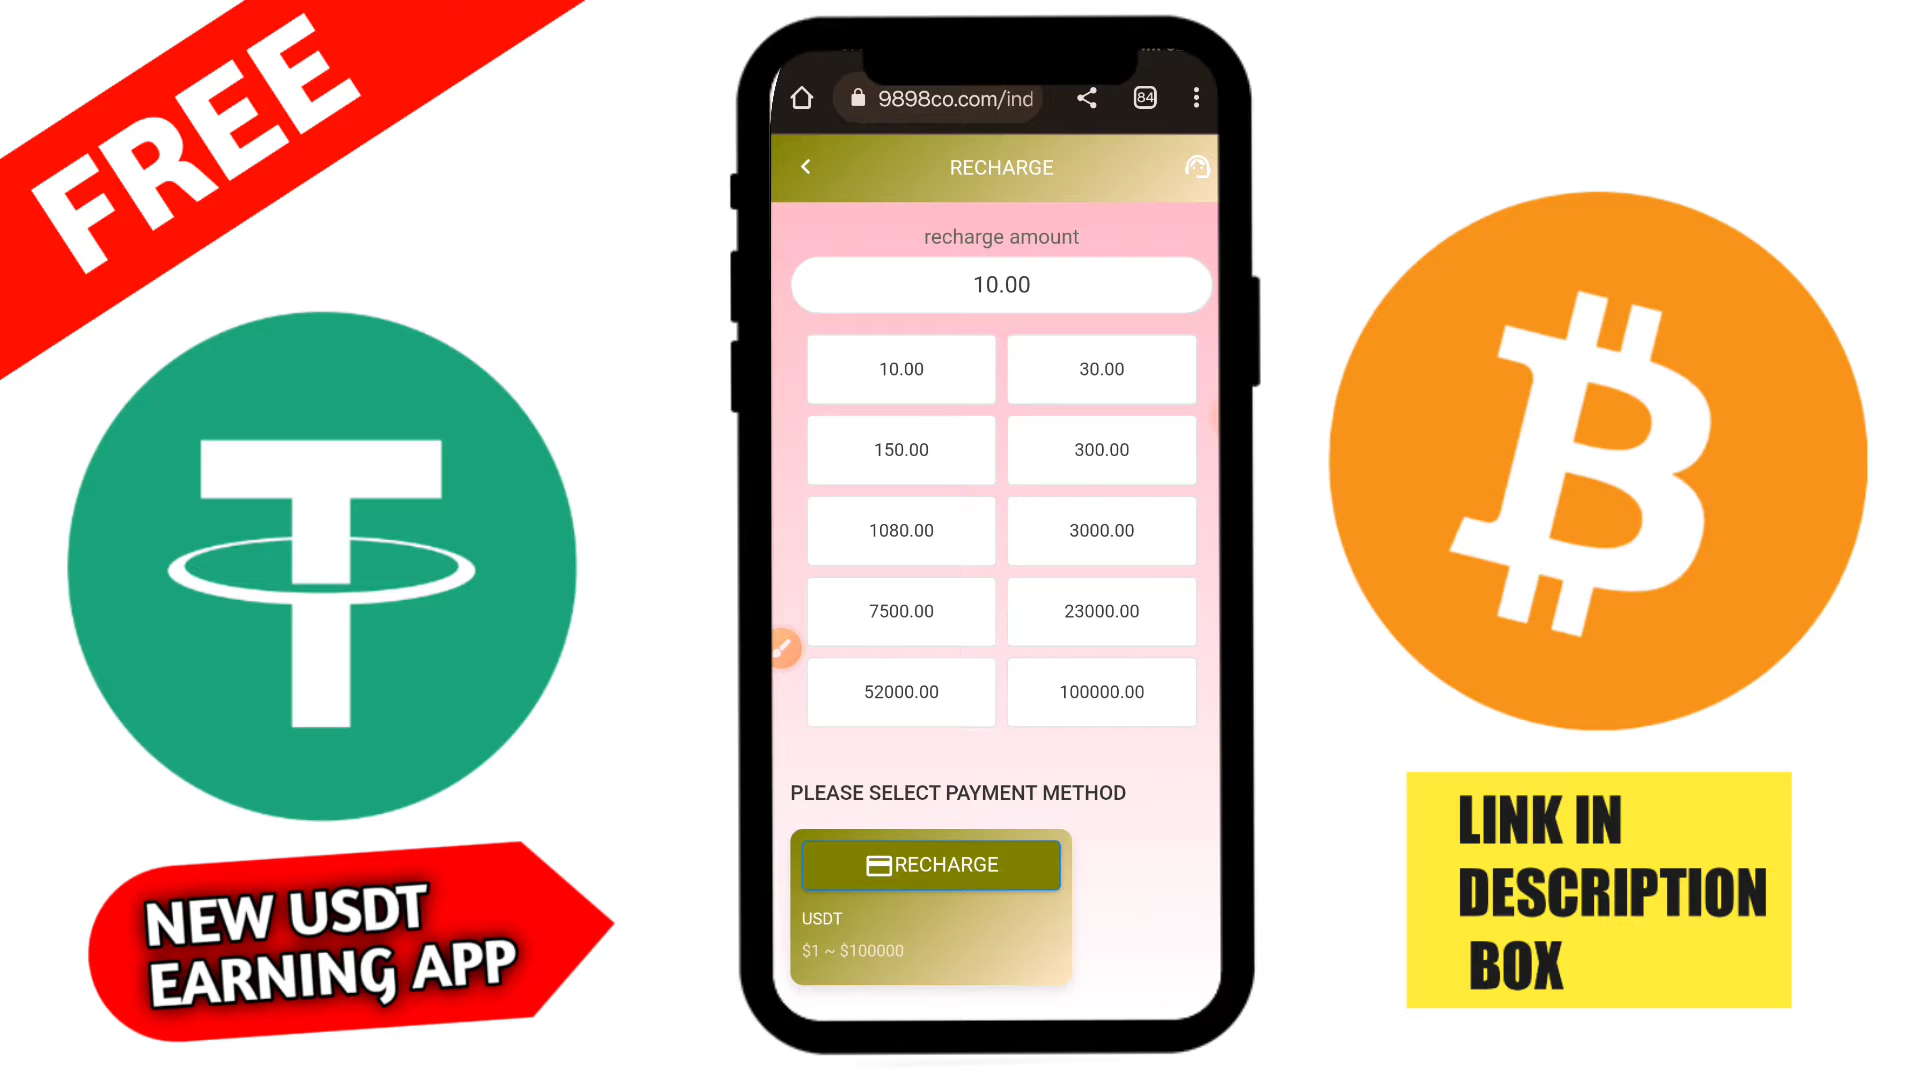 FREE
84
9898co.com/ind
RECHARGE
recharge amount
10.00
10.00
30.00
150.00
300.00
1080.00
3000.00
7500.00
23000.00
52000.00
100000.00
PLEASE SELECT PAYMENT METHOD
RECHARGE
USDT
$1 ~ $100000
NEW USDT
EARNING APP
LINK IN
DESCRIPTION
BOX